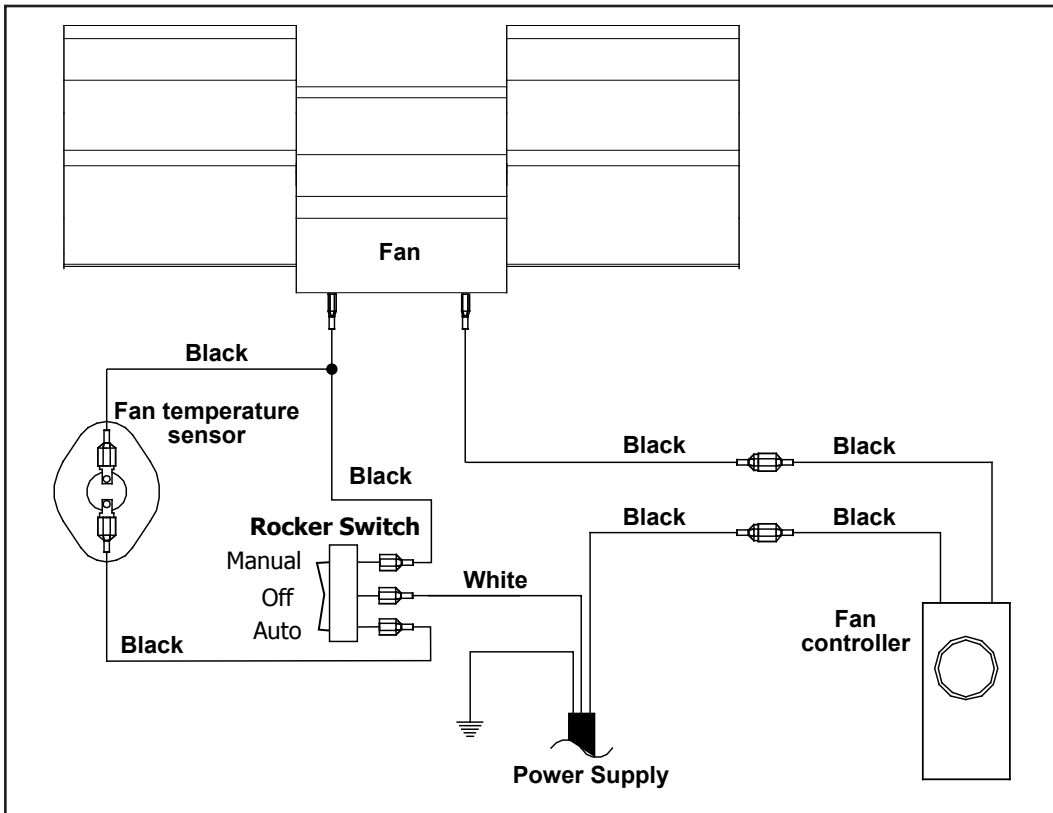 Fan
Black
Fan temperature
sensor
Black
Black
Black
Rocker Switch
Black
Black
Manual
White
Off
Auto
Fan
controller
Black
Power Supply